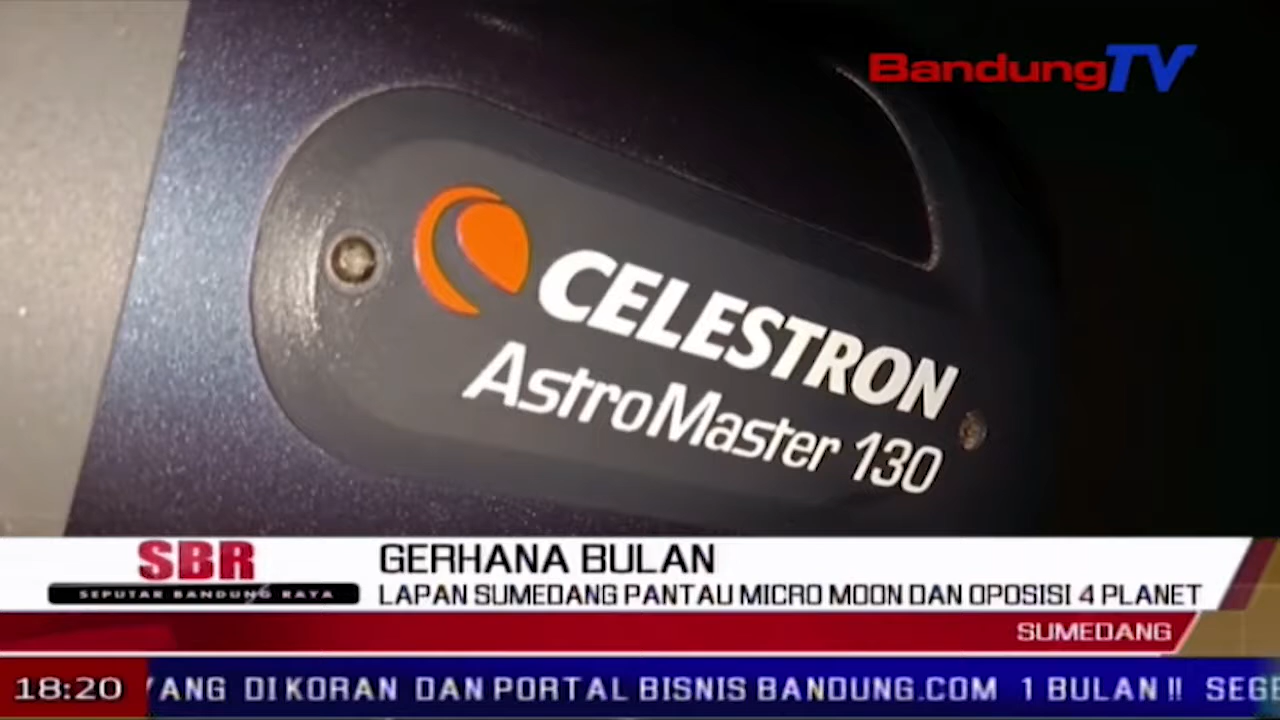 BandungTV
CELESTRON
AstroMaster 130
SBR
SEPUTAR BANDUNG RAYA
GERHANA BULAN
LAPAN SUMEDANG PANTAU MICRO MOON DAN OPOSISI 4 PLANET
SUMEDANG
18:20
YANG DI KORAN DAN PORTAL BISNIS BANDUNG.COM 1 BULAN !! SEGE